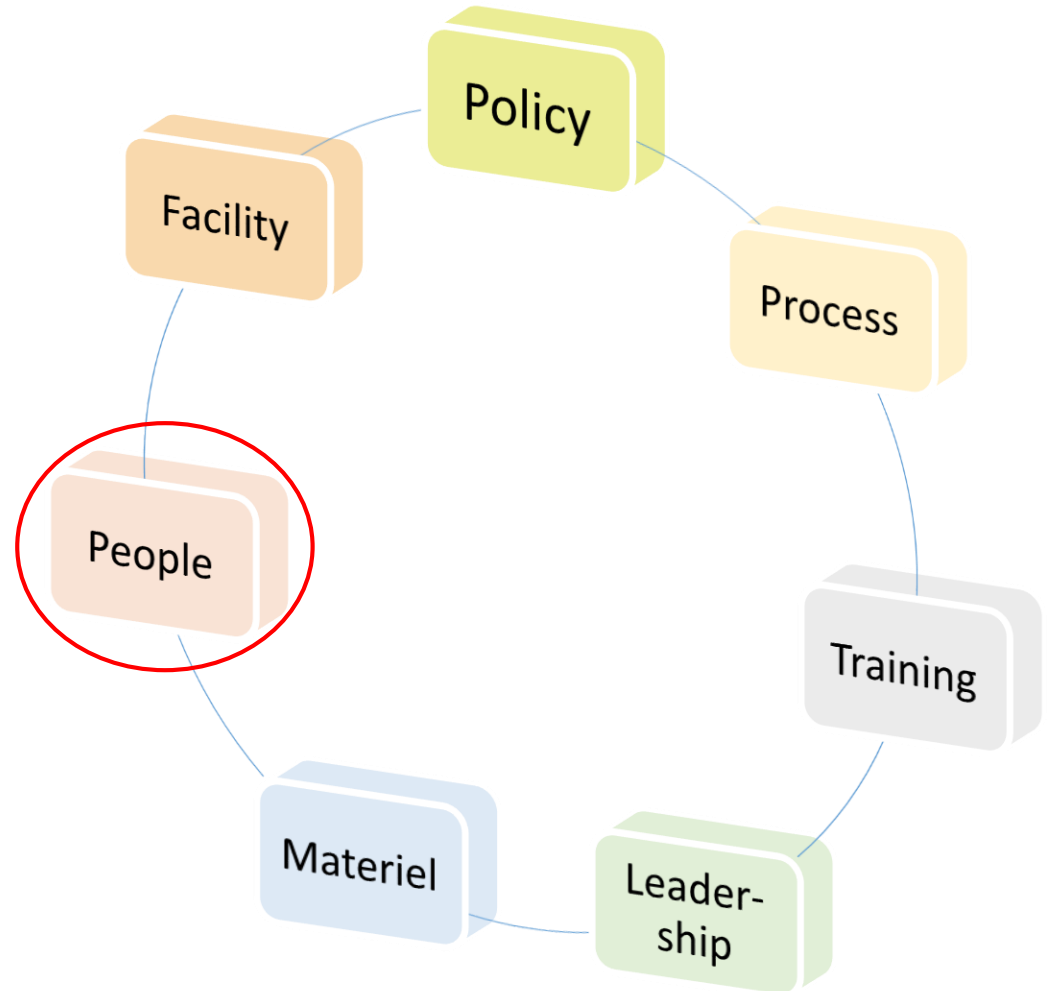 Policy
Process
Training
Leader-
ship
Materiel
People
Facility